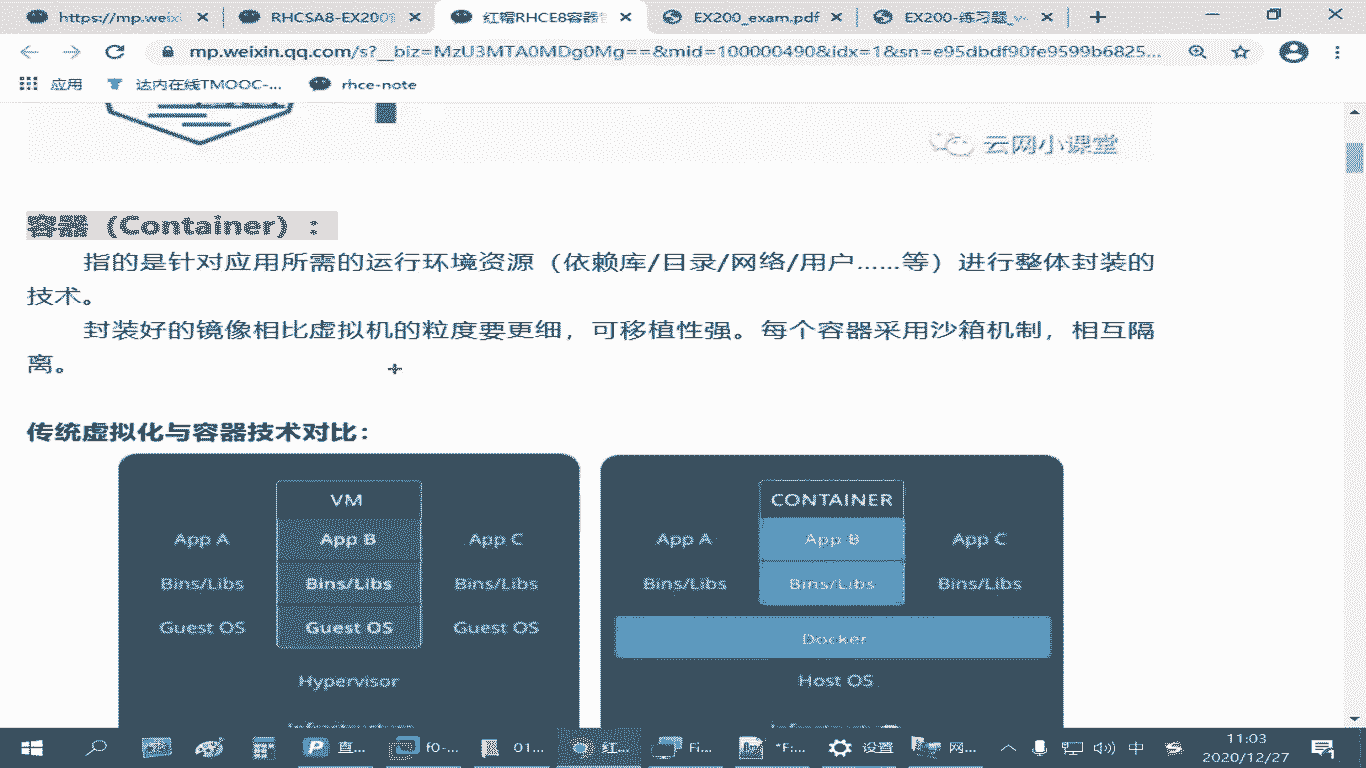 https://mp.weixi
RHCSA8-EX200
红帽RHCE8容器
EX200_exam.pdf
EX200-练习题_v
mp.weixin.qq.com/s?__biz=MzU3MTA0MDg0Mg==&mid=100000490&idx=1&sn=e95dbdf90fe9599b6825...
应用
达内在线TMOOC-...
rhce-note
云网小课堂
容器（Container）：
指的是针对应用所需的运行环境资源（依赖库/目录/网络/用户……等）进行整体封装的
技术。
封装好的镜像相比虚拟机的粒度要更细，可移植性强。每个容器采用沙箱机制，相互隔
离。
传统虚拟化与容器技术对比：
VM
App A
App B
App C
Bins/Libs
Bins/Libs
Bins/Libs
Guest OS
Guest OS
Guest OS
Hypervisor
CONTAINER
App A
App B
App C
Bins/Libs
Bins/Libs
Bins/Libs
Docker
Host OS
直...
f0-...
01...
红...
Fi...
*F:...
设置
网...
中
11:03
2020/12/27